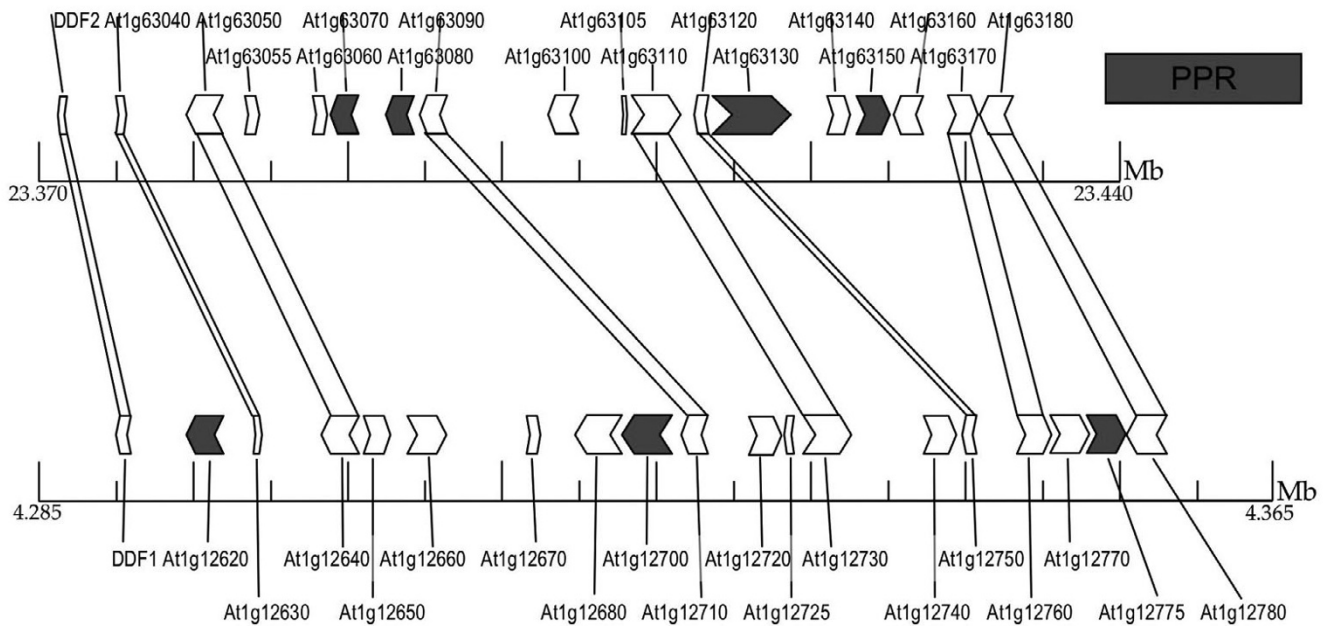 DDF2 At1g63040 At1g63050 At1g63070 At1g63090 At1g63105 At1g63120 At1g63140 At1g63160 At1g63180
At1g63055 At1g63060 At1g63080 At1g63100 At1g63110 At1g63130 At1g63150 At1g63170
PPR
Mb
23.370 23.440
Mb
4.285 4.365
DDF1 At1g12620 At1g12640 At1g12660 At1g12670 At1g12700 At1g12720 At1g12730 At1g12750 At1g12770
At1g12630 At1g12650 At1g12680 At1g12710 At1g12725 At1g12740 At1g12760 At1g12775 At1g12780